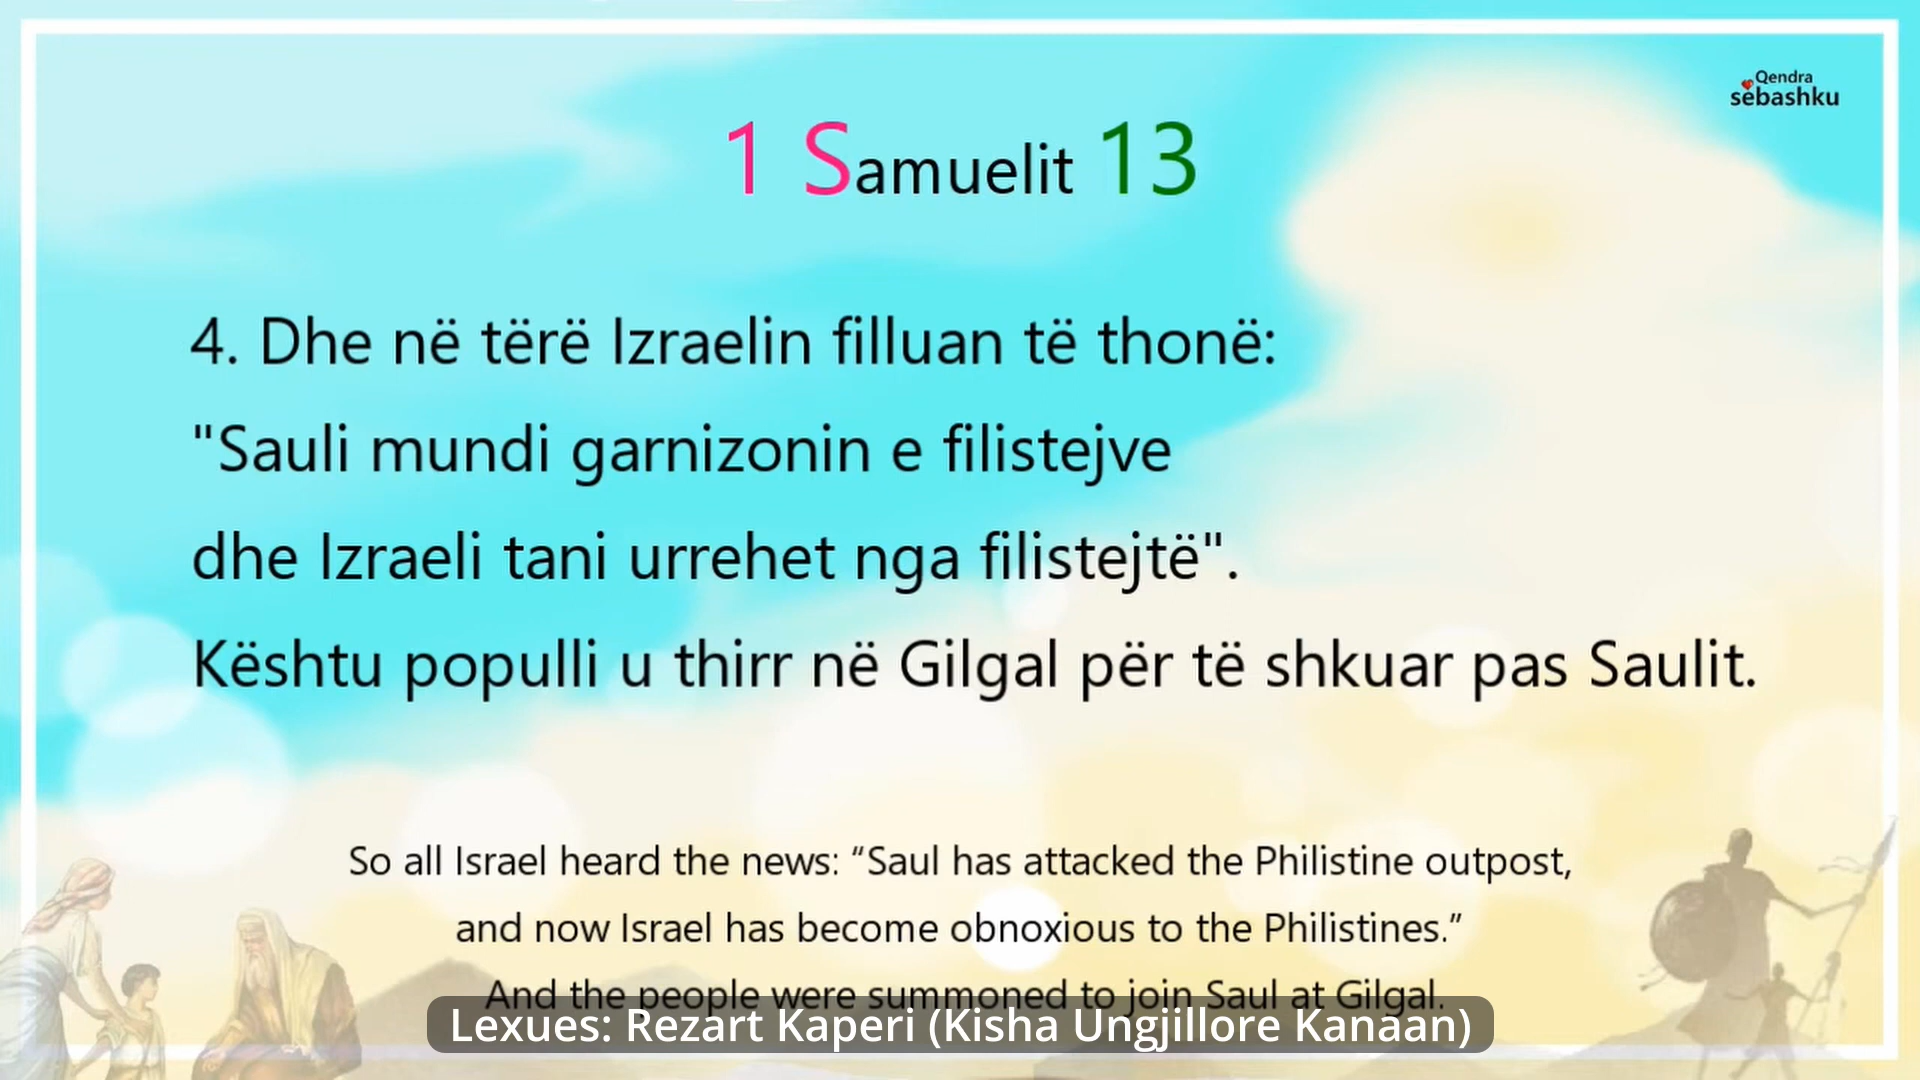 Qendra
sëbashku
1 Samuelit 13
4. Dhe në tërë Izraelin filluan të thonë:
"Sauli mundi garnizonin e filistejve
dhe Izraeli tani urrehet nga filistejtë".
Kështu populli u thirr në Gilgal për të shkuar pas Saulit.
So all Israel heard the news: “Saul has attacked the Philistine outpost,
and now Israel has become obnoxious to the Philistines.”
And the people were summoned to join Saul at Gilgal.
Lexues: Rezart Kaperi (Kisha Ungjillore Kanaan)